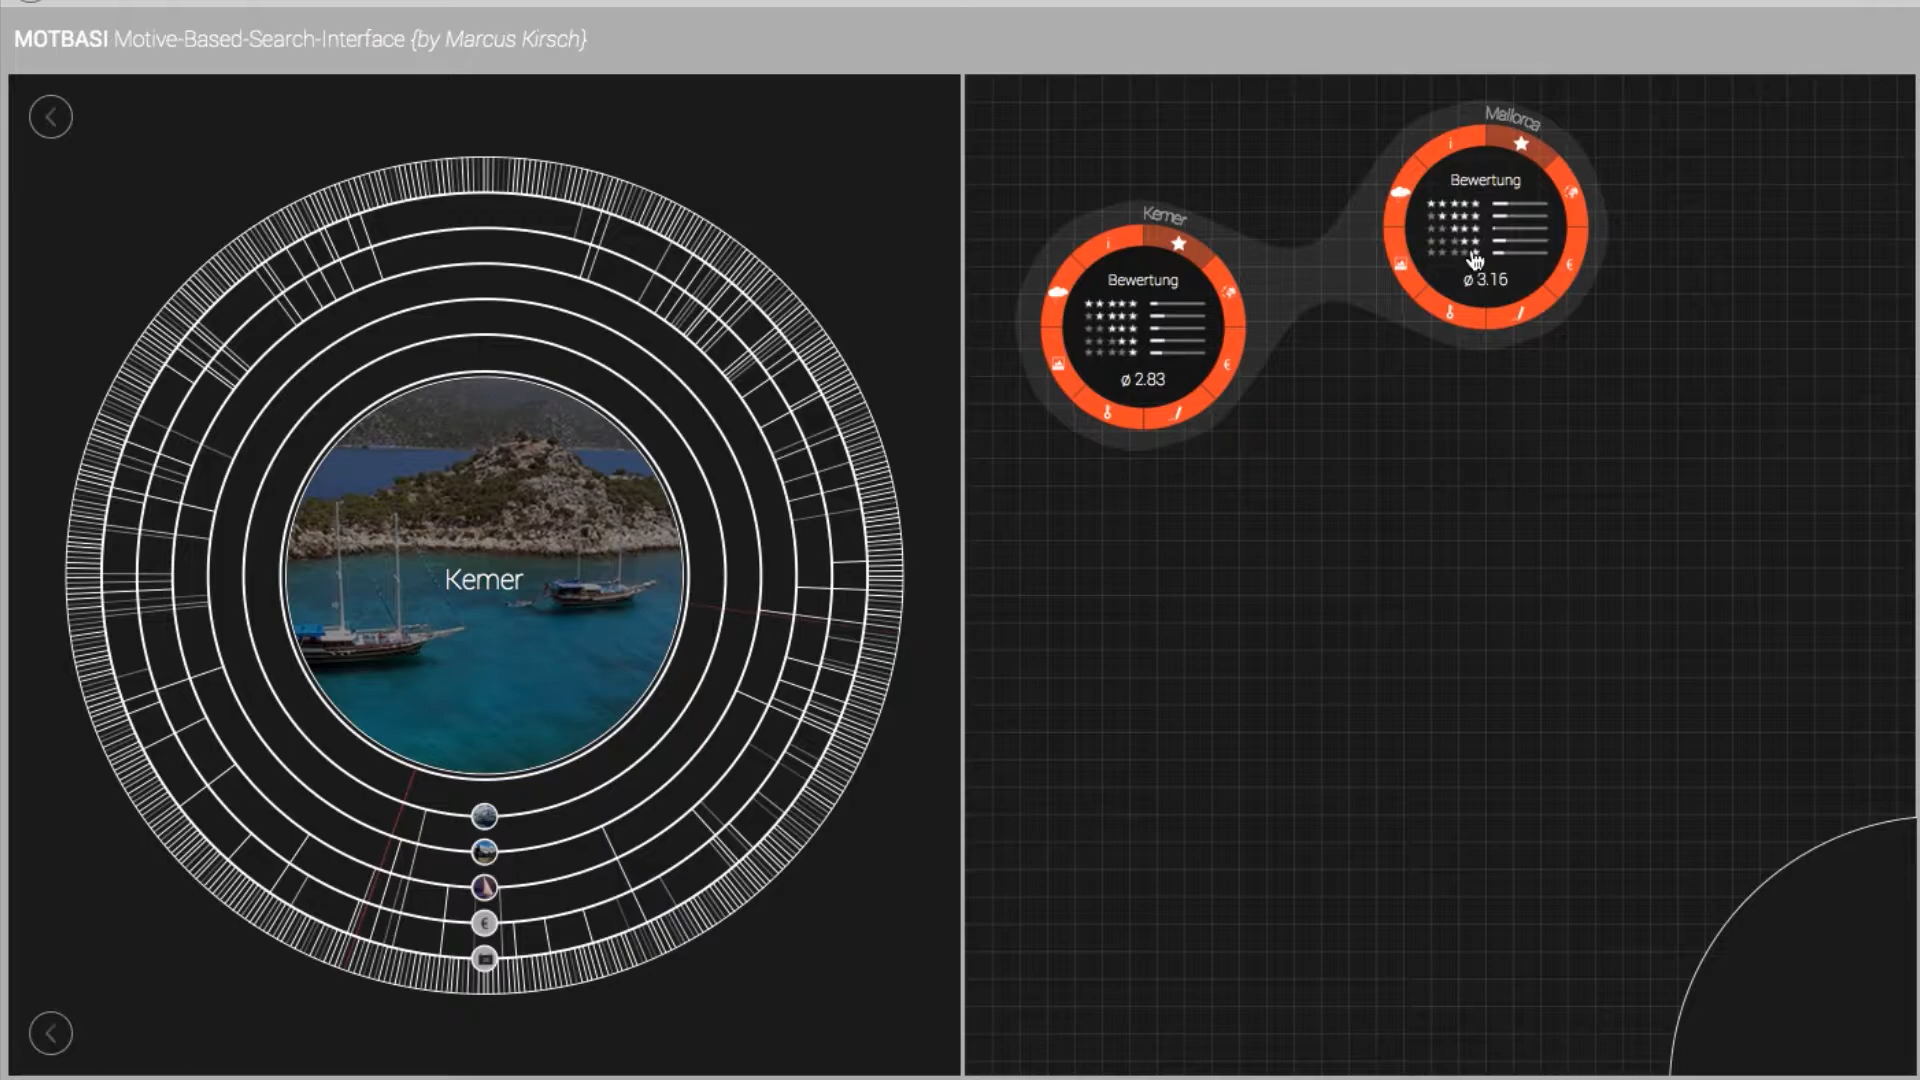 MOTBASI Motive-Based-Search-Interface {by Marcus Kirsch}
Mallorca
Bewertung
ø 3.16
Kemer
Bewertung
ø 2.83
Kemer